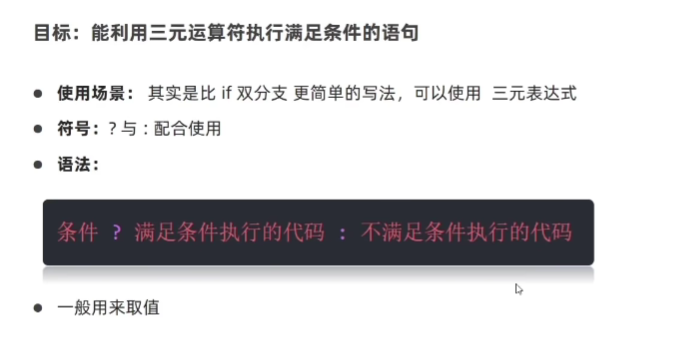 目标：能利用三元运算符执行满足条件的语句
使用场景： 其实是比 if 双分支 更简单的写法，可以使用 三元表达式
符号：? 与 : 配合使用
语法：
条件 ? 满足条件执行的代码 : 不满足条件执行的代码
一般用来取值